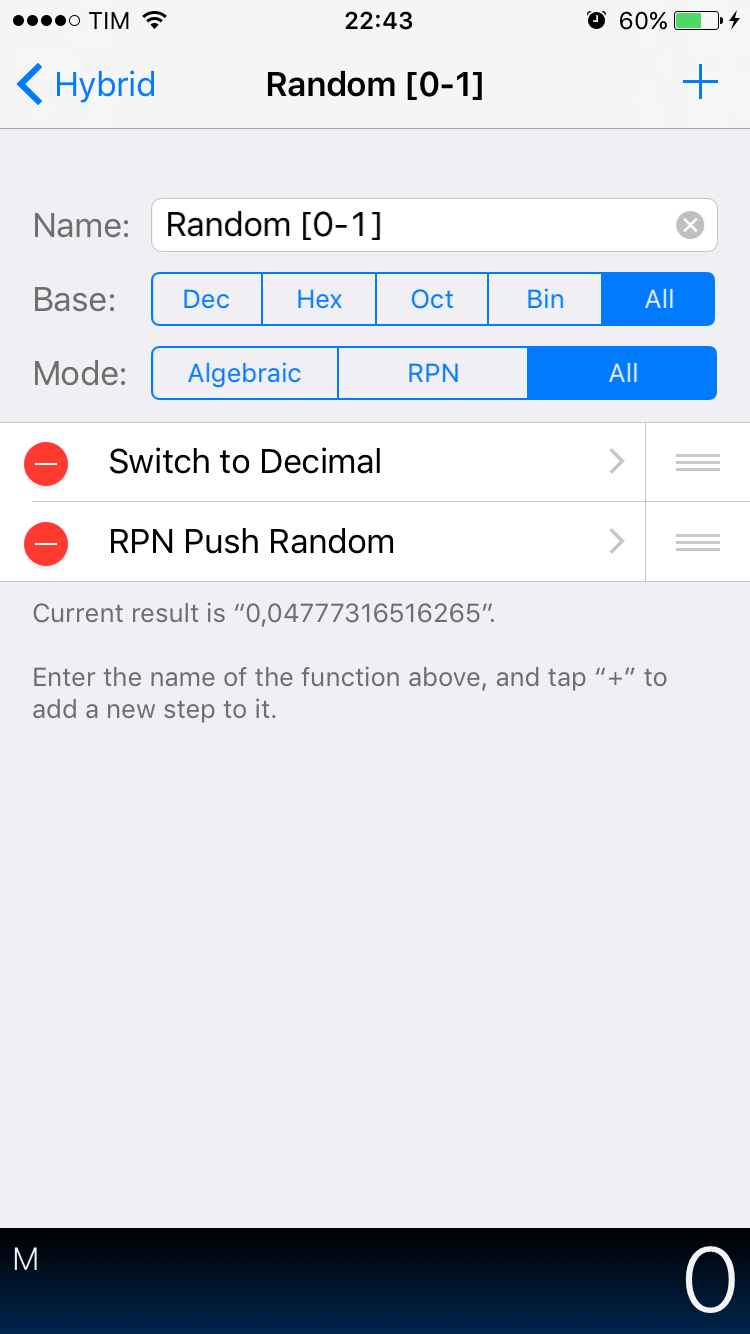 TIM 22:43 60%
Hybrid Random [0-1]
Name: Random [0-1]
Base: Dec Hex Oct Bin All
Mode: Algebraic RPN All
Switch to Decimal
RPN Push Random
Current result is “0,04777316516265”.
Enter the name of the function above, and tap “+” to
add a new step to it.
M
0